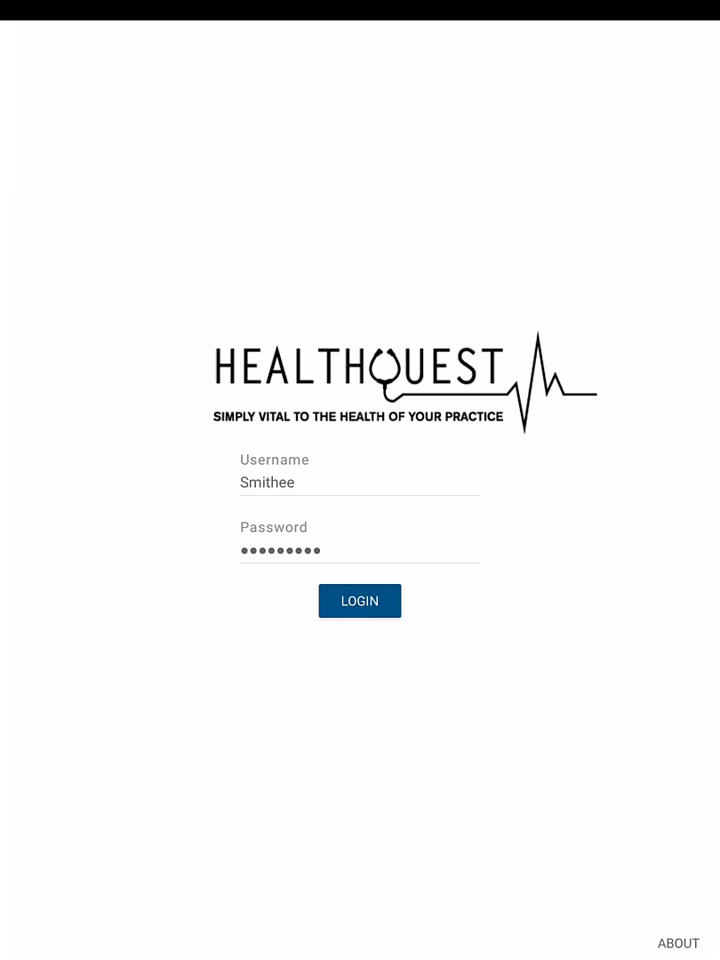 HEALTHQUEST
SIMPLY VITAL TO THE HEALTH OF YOUR PRACTICE
Username
Smithee
Password
●●●●●●●●●
LOGIN
ABOUT